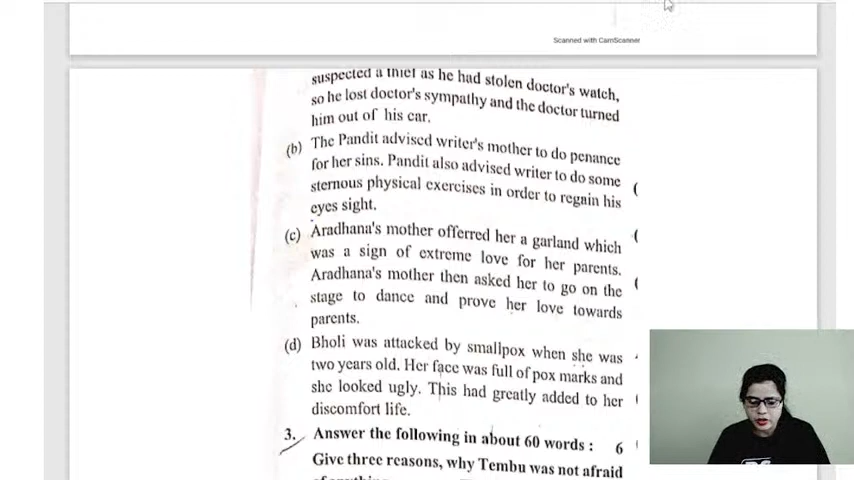 Scanned with CamScanner
suspected a thief as he had stolen doctor's watch,
so he lost doctor's sympathy and the doctor turned
him out of his car.
(b) The Pandit advised writer's mother to do penance
for her sins. Pandit also advised writer to do some
sternous physical exercises in order to regain his
eyes sight.
(c) Aradhana's mother offerred her a garland which
was a sign of extreme love for her parents.
Aradhana's mother then asked her to go on the
stage to dance and prove her love towards
parents.
(d) Bholi was attacked by smallpox when she was
two years old. Her face was full of pox marks and
she looked ugly. This had greatly added to her
discomfort life.
3. Answer the following in about 60 words : 6
Give three reasons, why Tembu was not afraid